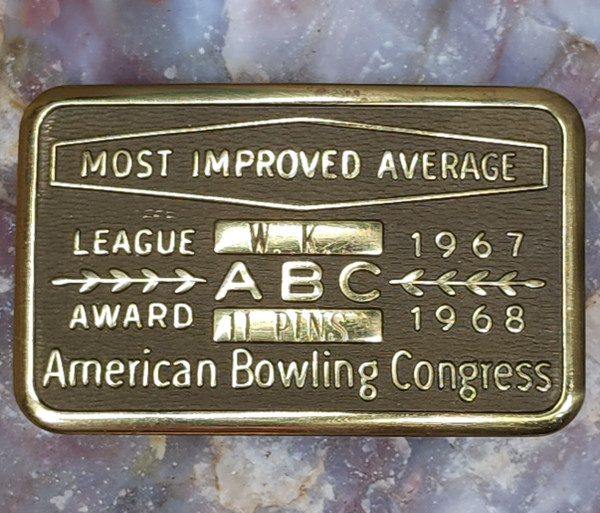 MOST IMPROVED AVERAGE
LEAGUE W. K. 1967
ABC
AWARD 11 PINS 1968
American Bowling Congress